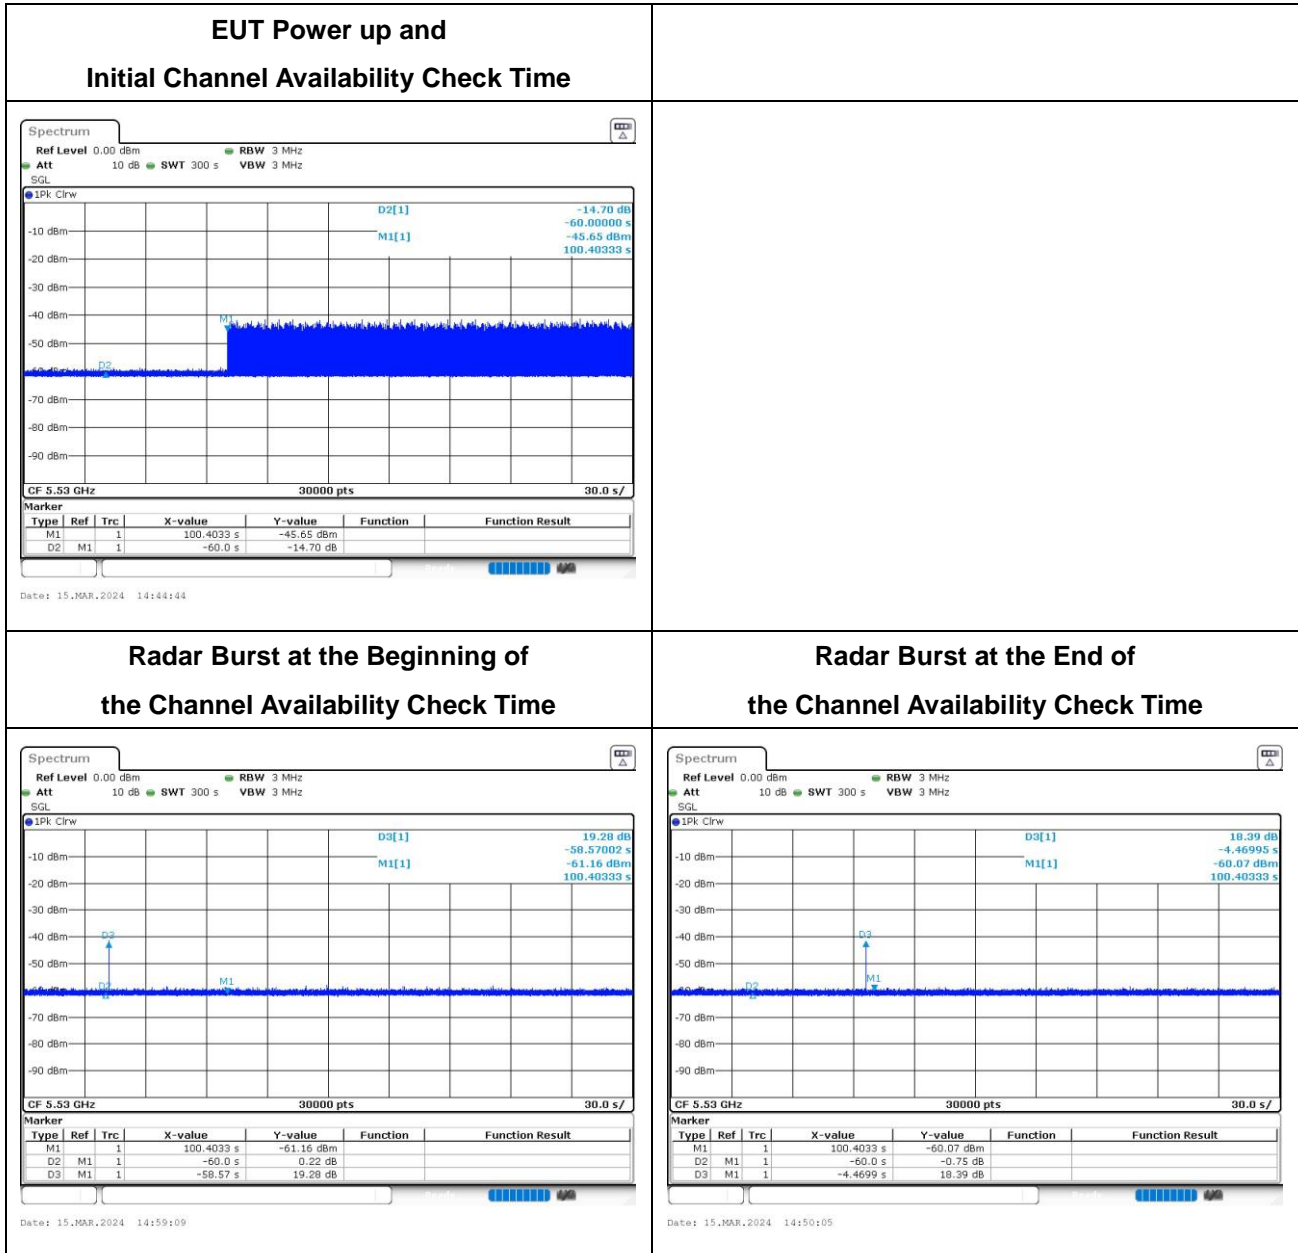 EUT Power up and
Initial Channel Availability Check Time
Spectrum
Ref Level 0.00 dBm RBW 3 MHz
Att 10 dB SWT 300 s VBW 3 MHz
SGL
1Pk Clrw
D2[1] -14.70 dB
-60.00000 s
M1[1] -45.65 dBm
100.40333 s
-10 dBm
-20 dBm
-30 dBm
-40 dBm
M1
-50 dBm
D2
-70 dBm
-80 dBm
-90 dBm
CF 5.53 GHz 30000 pts 30.0 s/
Marker
Type Ref Trc X-value Y-value Function Function Result
M1 1 100.4033 s -45.65 dBm
D2 M1 1 -60.0 s -14.70 dB
Date: 15.MAR.2024 14:44:44
Radar Burst at the Beginning of
the Channel Availability Check Time
Spectrum
Ref Level 0.00 dBm RBW 3 MHz
Att 10 dB SWT 300 s VBW 3 MHz
SGL
1Pk Clrw
D3[1] 19.28 dB
-58.57002 s
M1[1] -61.16 dBm
100.40333 s
-10 dBm
-20 dBm
-30 dBm
-40 dBm
D3
-50 dBm
D2
M1
-70 dBm
-80 dBm
-90 dBm
CF 5.53 GHz 30000 pts 30.0 s/
Marker
Type Ref Trc X-value Y-value Function Function Result
M1 1 100.4033 s -61.16 dBm
D2 M1 1 -60.0 s 0.22 dB
D3 M1 1 -58.57 s 19.28 dB
Date: 15.MAR.2024 14:59:09
Radar Burst at the End of
the Channel Availability Check Time
Spectrum
Ref Level 0.00 dBm RBW 3 MHz
Att 10 dB SWT 300 s VBW 3 MHz
SGL
1Pk Clrw
D3[1] 18.39 dB
-4.46995 s
M1[1] -60.07 dBm
100.40333 s
-10 dBm
-20 dBm
-30 dBm
-40 dBm
D3
-50 dBm
M1
D2
-70 dBm
-80 dBm
-90 dBm
CF 5.53 GHz 30000 pts 30.0 s/
Marker
Type Ref Trc X-value Y-value Function Function Result
M1 1 100.4033 s -60.07 dBm
D2 M1 1 -60.0 s -0.75 dB
D3 M1 1 -4.4699 s 18.39 dB
Date: 15.MAR.2024 14:50:05